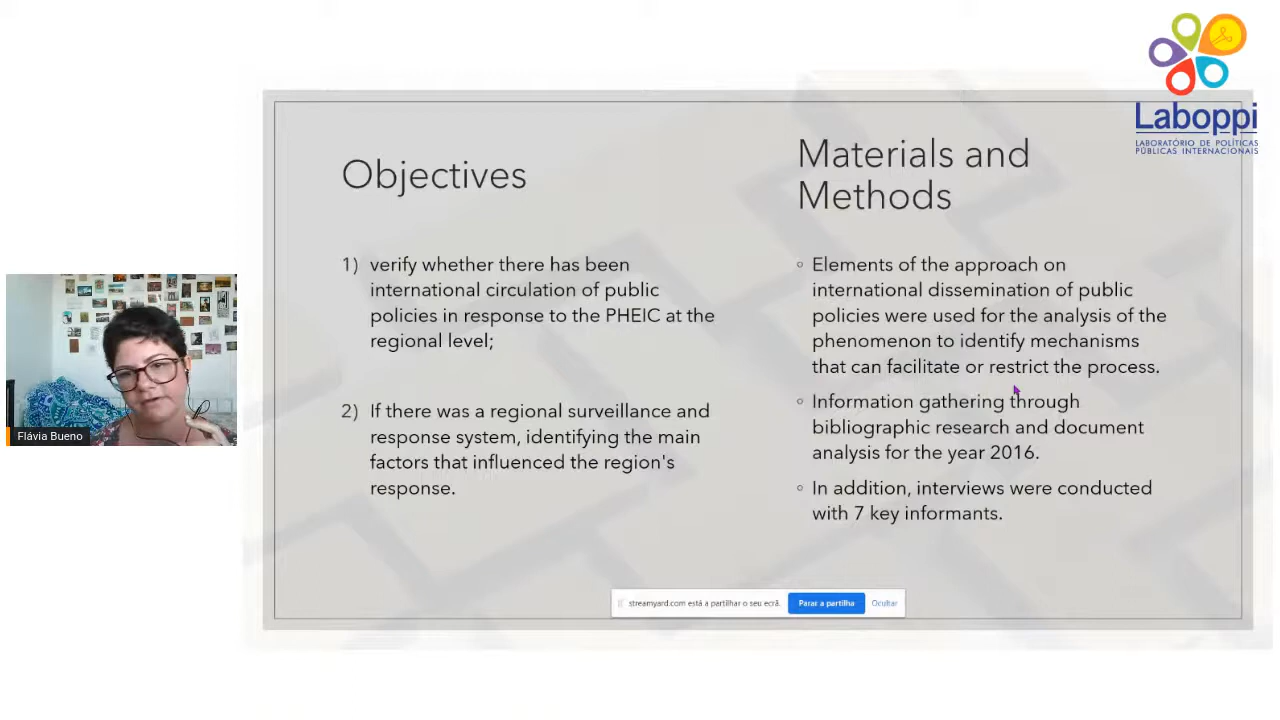 Laboppi
LABORATÓRIO DE POLÍTICAS
PÚBLICAS INTERNACIONAIS
Objectives
1) verify whether there has been
international circulation of public
policies in response to the PHEIC at the
regional level;
2) If there was a regional surveillance and
response system, identifying the main
factors that influenced the region's
response.
Materials and
Methods
◦ Elements of the approach on
international dissemination of public
policies were used for the analysis of the
phenomenon to identify mechanisms
that can facilitate or restrict the process.
◦ Information gathering through
bibliographic research and document
analysis for the year 2016.
◦ In addition, interviews were conducted
with 7 key informants.
Flávia Bueno
streamyard.com está a partilhar o seu ecrã. Parar a partilha Ocultar